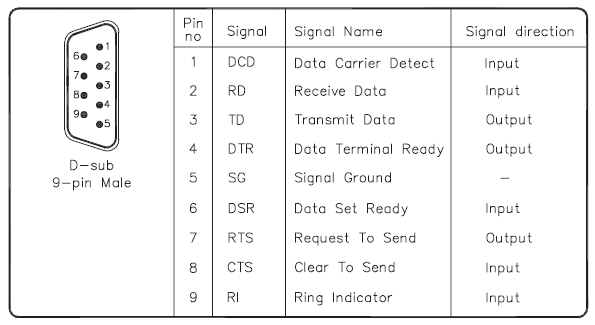 1
6
2
7
3
8
4
9
5
D-sub
9-pin Male
Pin no Signal Signal Name Signal direction
1 DCD Data Carrier Detect Input
2 RD Receive Data Input
3 TD Transmit Data Output
4 DTR Data Terminal Ready Output
5 SG Signal Ground –
6 DSR Data Set Ready Input
7 RTS Request To Send Output
8 CTS Clear To Send Input
9 RI Ring Indicator Input